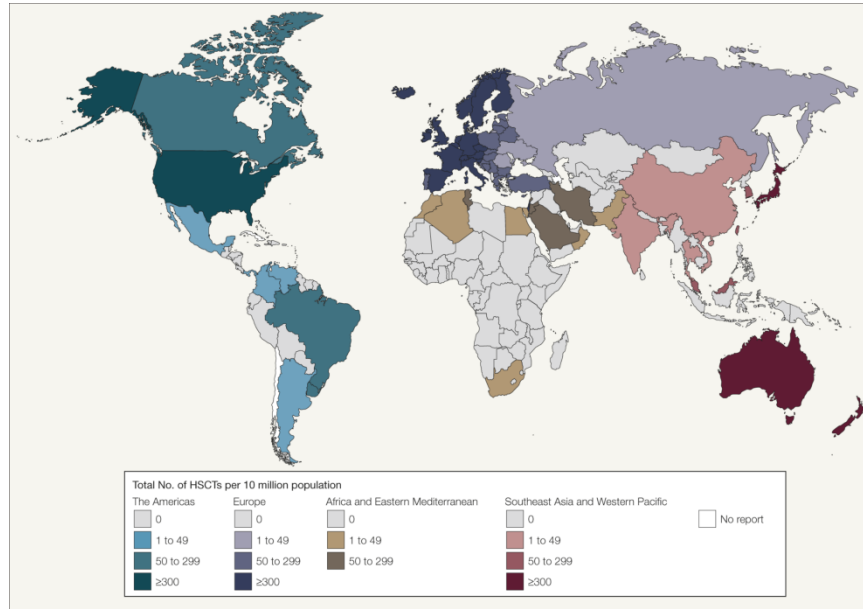 Total No. of HSCTs per 10 million population
The Americas Europe Africa and Eastern Mediterranean Southeast Asia and Western Pacific
0 0 0 0 No report
1 to 49 1 to 49 1 to 49 1 to 49
50 to 299 50 to 299 50 to 299 50 to 299
≥300 ≥300 ≥300